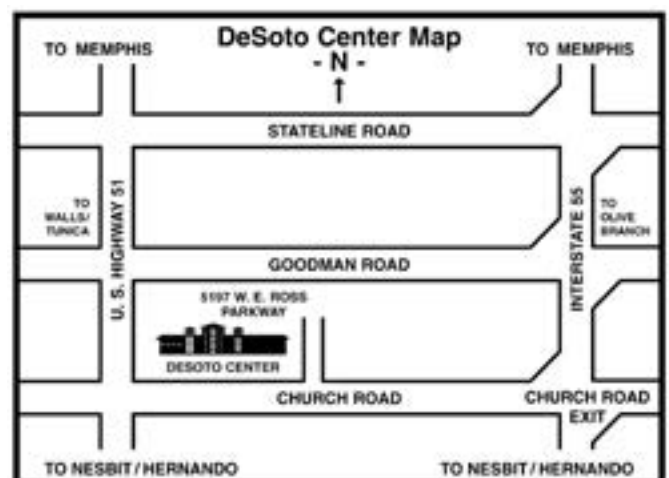 DeSoto Center Map
- N -
TO MEMPHIS
TO MEMPHIS
STATELINE ROAD
U. S. HIGHWAY 51
INTERSTATE 55
TO
WALLS/
TUNICA
TO
OLIVE
BRANCH
GOODMAN ROAD
5197 W. E. ROSS
PARKWAY
DESOTO CENTER
CHURCH ROAD
CHURCH ROAD
EXIT
TO NESBIT / HERNANDO
TO NESBIT / HERNANDO